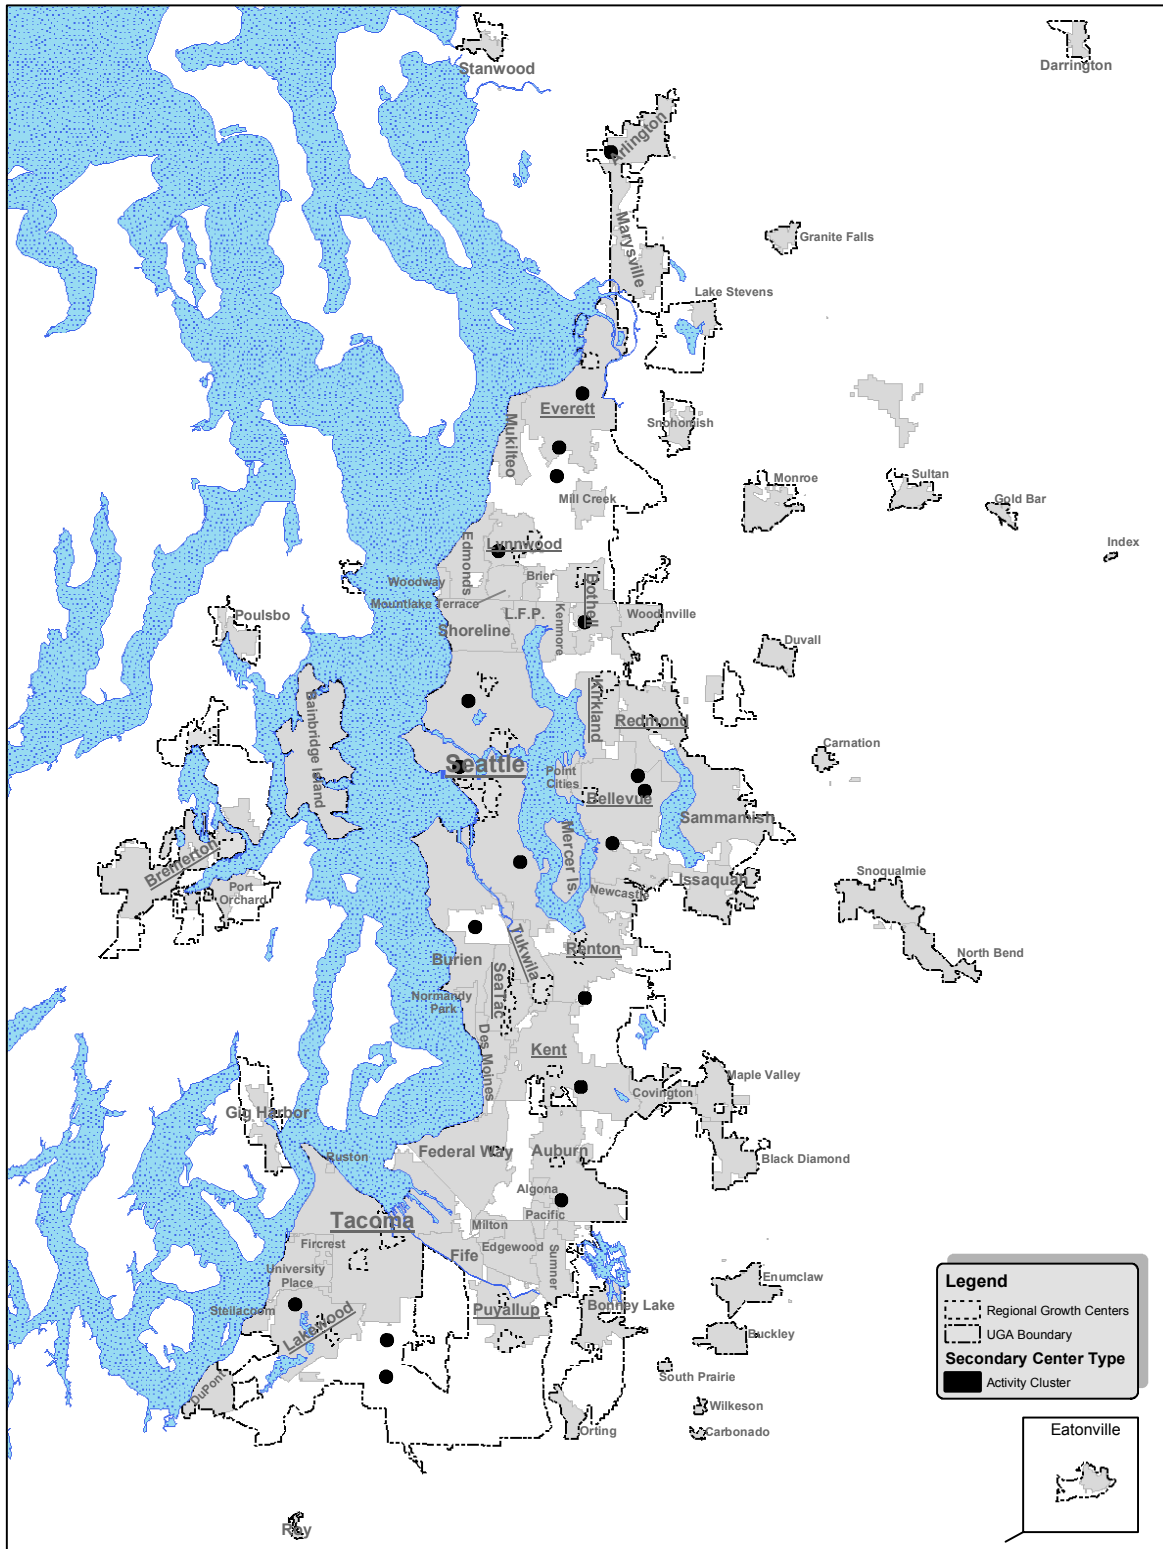 Stanwood
Darrington
Arlington
Marysville
Granite Falls
Lake Stevens
Everett
Mukilteo
Snohomish
Monroe
Sultan
Mill Creek
Gold Bar
Index
Lynnwood
Edmonds
Brier
Bothell
Woodway
Mountlake Terrace
Poulsbo
L.F.P.
Kenmore
Woodinville
Shoreline
Duvall
Bainbridge Island
Kirkland
Redmond
Carnation
Seattle
Point
Cities
Bellevue
Sammamish
Mercer Is.
Bremerton
Port
Orchard
Newcastle
Issaquah
Snoqualmie
Tukwila
Renton
North Bend
Burien
SeaTac
Normandy
Park
Des Moines
Kent
Maple Valley
Covington
Gig Harbor
Federal Way
Auburn
Black Diamond
Ruston
Algona
Pacific
Tacoma
Milton
Fircrest
Fife
Edgewood
Sumner
University
Place
Enumclaw
Steilacoom
Lakewood
Puyallup
Bonney Lake
Buckley
DuPont
South Prairie
Wilkeson
Orting
Carbonado
Roy
Legend
Regional Growth Centers
UGA Boundary
Secondary Center Type
Activity Cluster
Eatonville